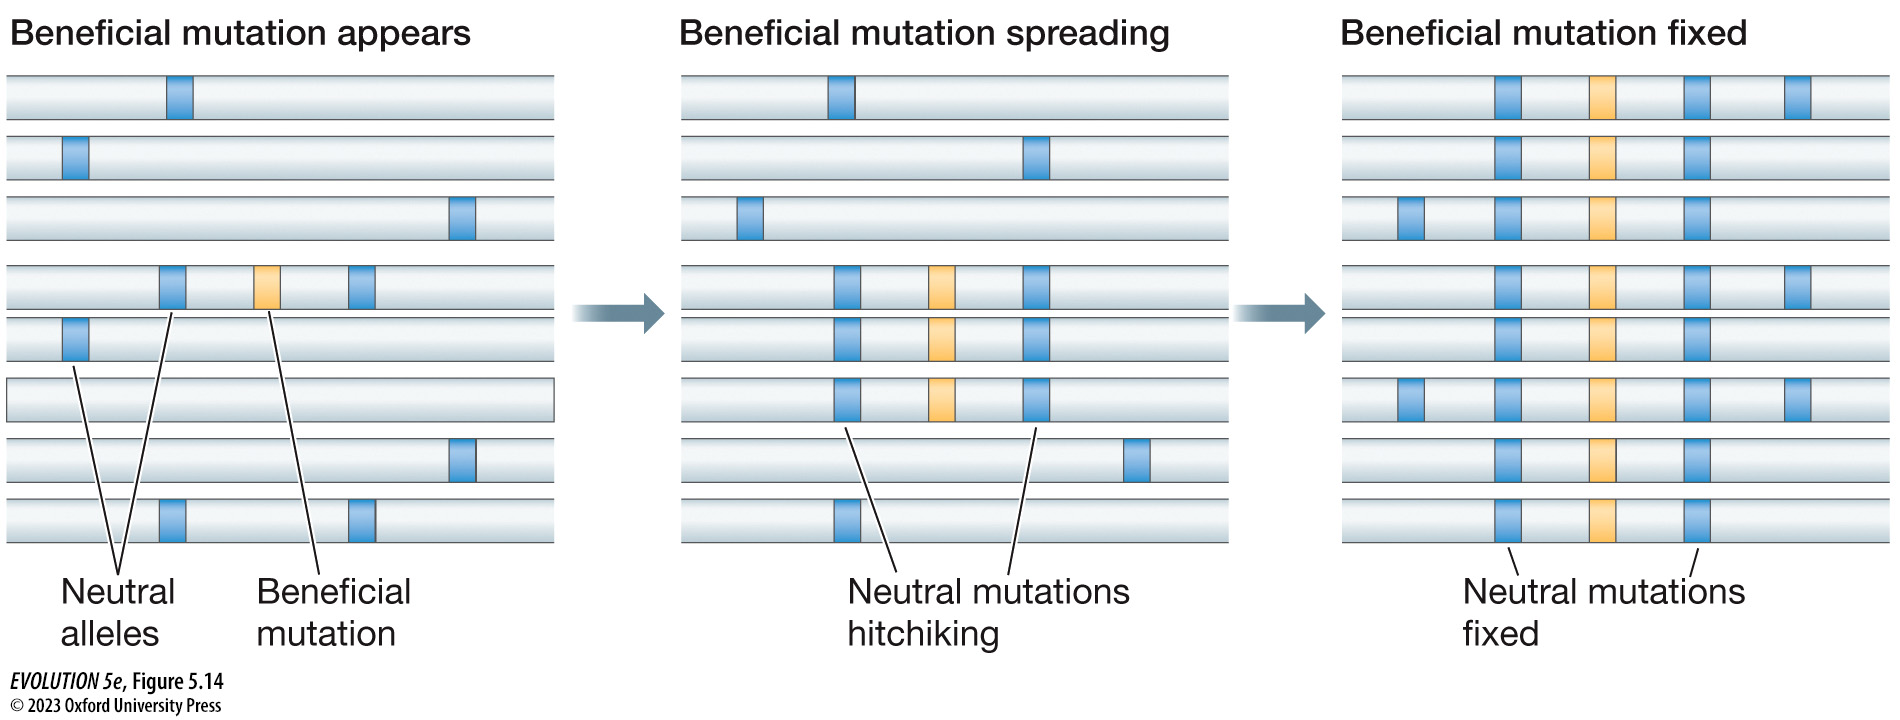 Beneficial mutation appears
Beneficial mutation spreading
Beneficial mutation fixed
Neutral
alleles
Beneficial
mutation
Neutral mutations
hitchiking
Neutral mutations
fixed
EVOLUTION 5e, Figure 5.14
© 2023 Oxford University Press